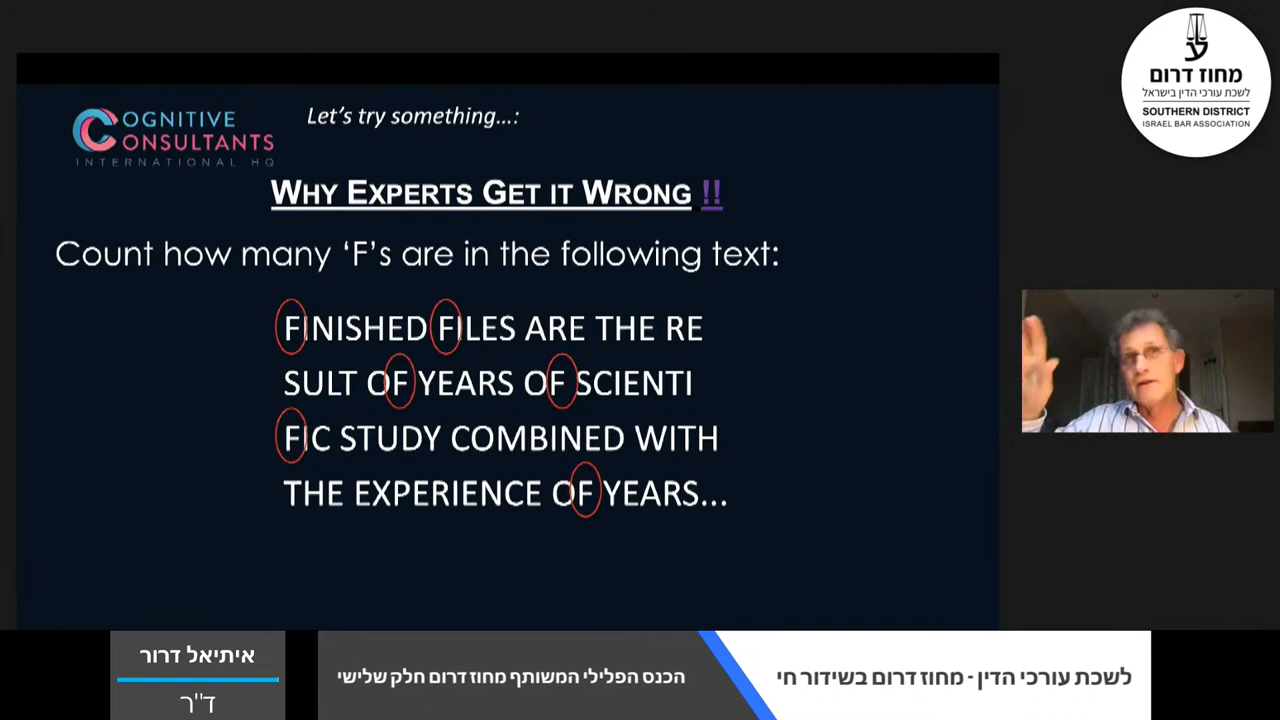 COGNITIVE
CONSULTANTS
INTERNATIONAL HQ
Let's try something...:
WHY EXPERTS GET IT WRONG !!
Count how many ‘F’s are in the following text:
FINISHED FILES ARE THE RE
SULT OF YEARS OF SCIENTI
FIC STUDY COMBINED WITH
THE EXPERIENCE OF YEARS...
ע
מחוז דרום
לשכת עורכי הדין בישראל
SOUTHERN DISTRICT
ISRAEL BAR ASSOCIATION
איתיאל דרור
ד"ר
הכנס הפלילי המשותף מחוז דרום חלק שלישי
לשכת עורכי הדין - מחוז דרום בשידור חי